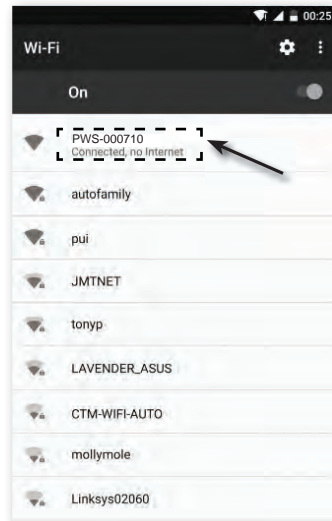 00:25
Wi-Fi
On
PWS-000710
Connected, no Internet
autofamily
pui
JMTNET
tonyp
LAVENDER_ASUS
CTM-WIFI-AUTO
mollymole
Linksys02060